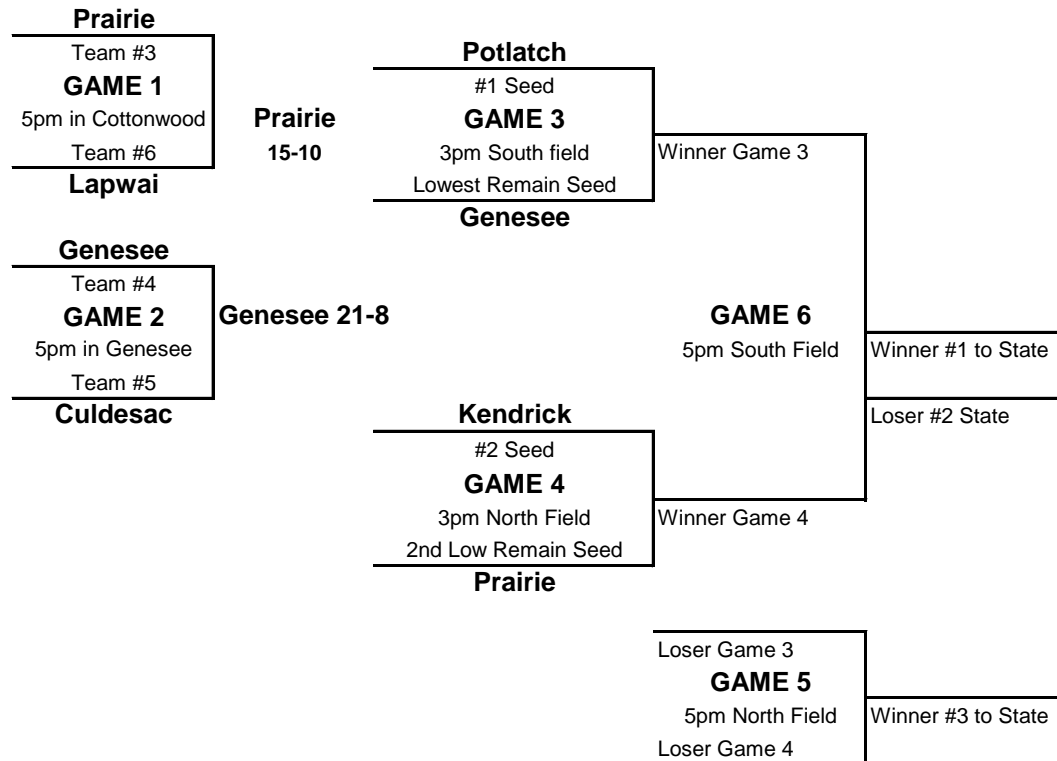 Prairie
Team #3
GAME 1
5pm in Cottonwood
Team #6
Lapwai
Prairie
15-10
Genesee
Team #4
GAME 2
5pm in Genesee
Team #5
Culdesac
Genesee 21-8
Potlatch
#1 Seed
GAME 3
3pm South field
Lowest Remain Seed
Genesee
Winner Game 3
Kendrick
#2 Seed
GAME 4
3pm North Field
2nd Low Remain Seed
Prairie
Winner Game 4
GAME 6
5pm South Field
Winner #1 to State
Loser #2 State
Loser Game 3
GAME 5
5pm North Field
Loser Game 4
Winner #3 to State